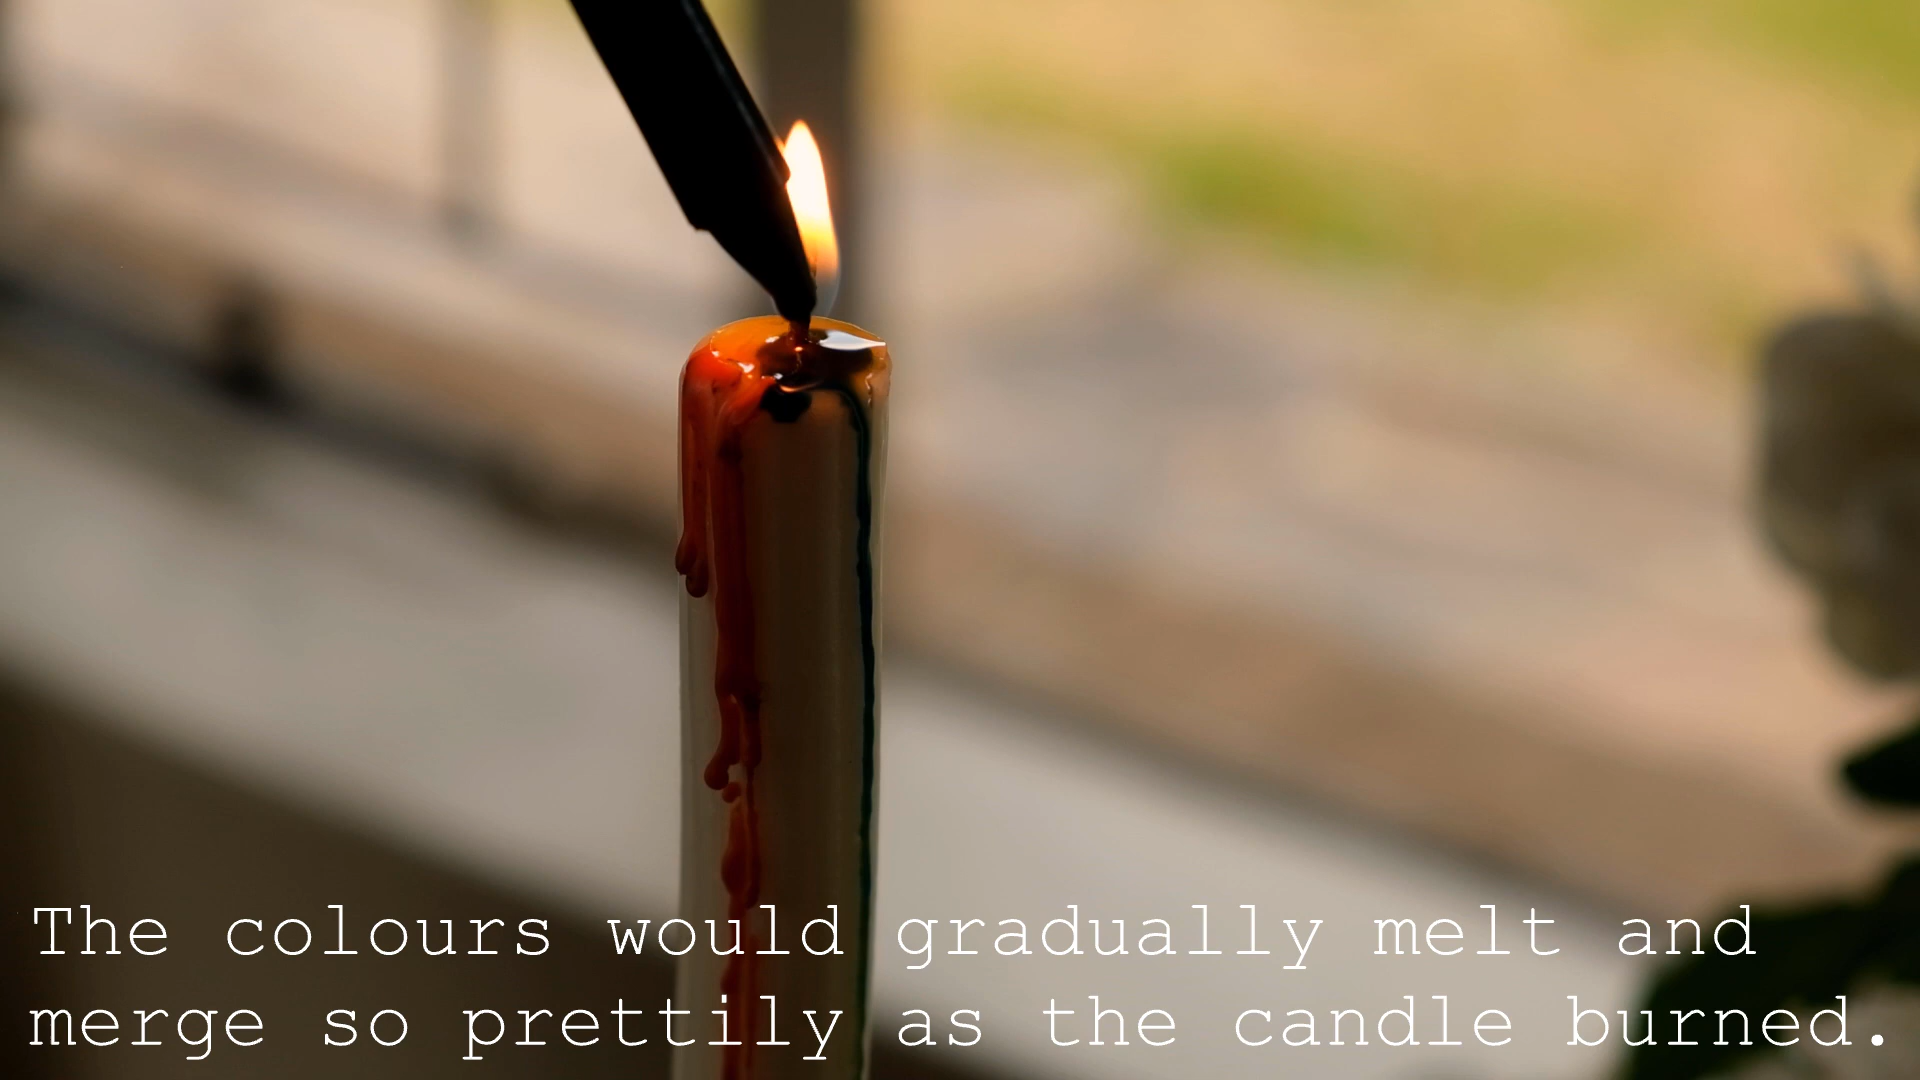 The colours would gradually melt and
merge so prettily as the candle burned.